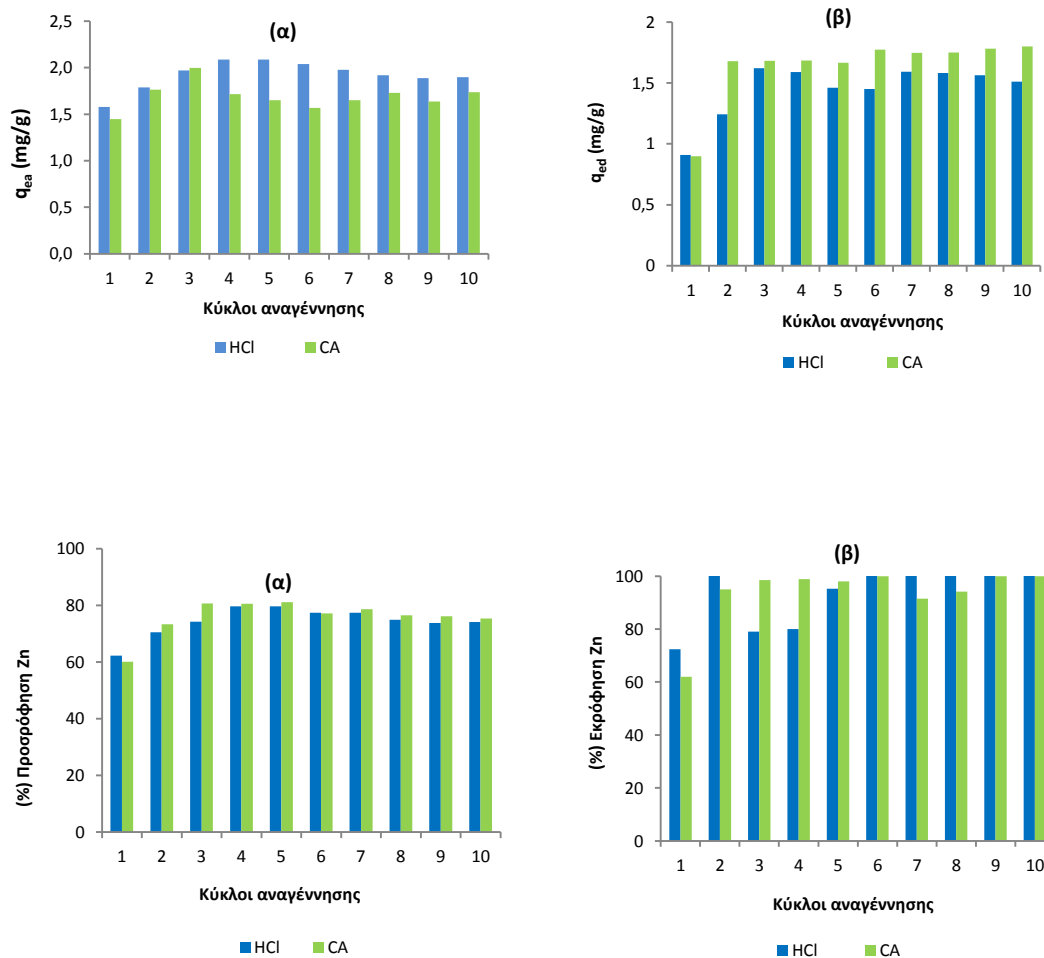 (α)
2,5
2,0
1,5
1,0
0,5
0,0
qea (mg/g)
1 2 3 4 5 6 7 8 9 10
Κύκλοι αναγέννησης
HCl CA
(β)
2
1,5
1
0,5
0
qed (mg/g)
1 2 3 4 5 6 7 8 9 10
Κύκλοι αναγέννησης
HCl CA
(α)
100
80
60
40
20
0
(%) Προσρόφηση Zn
1 2 3 4 5 6 7 8 9 10
Κύκλοι αναγέννησης
HCl CA
(β)
100
80
60
40
20
0
(%) Εκρόφηση Zn
1 2 3 4 5 6 7 8 9 10
Κύκλοι αναγέννησης
HCl CA